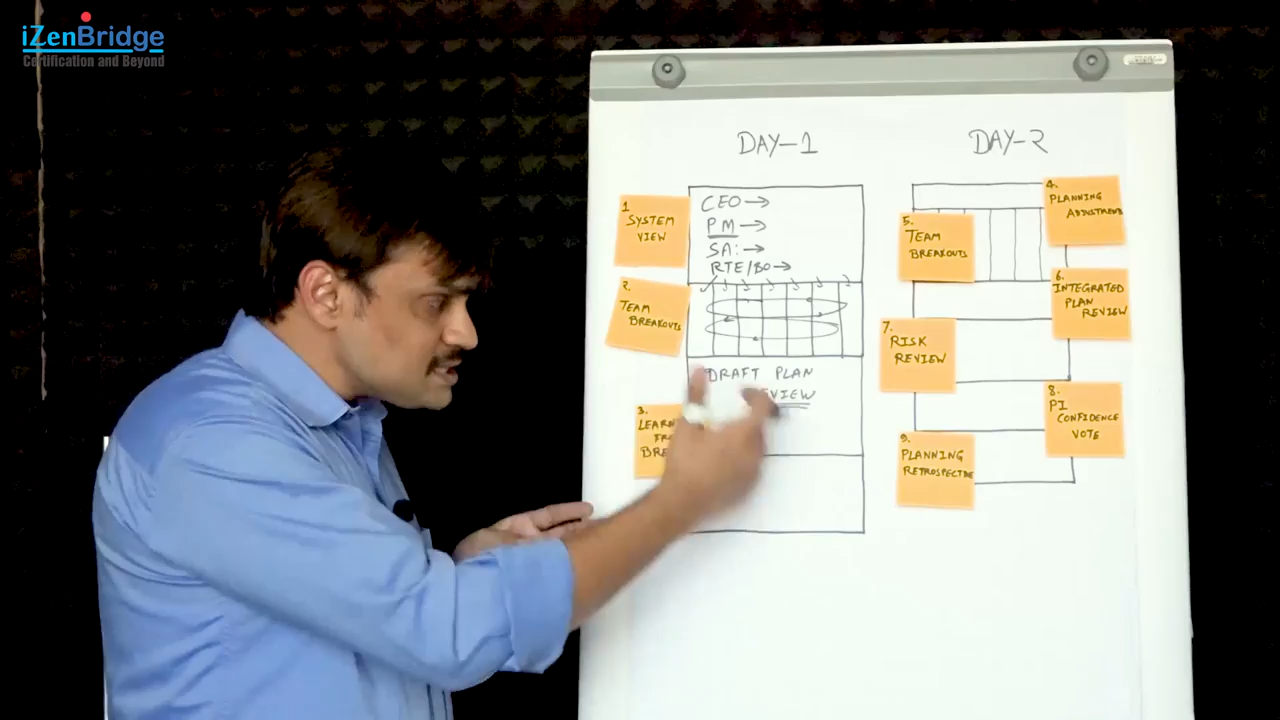 iZenBridge
Certification and Beyond
DAY-1
1
SYSTEM
VIEW
CEO→
PM→
SA:→
RTE/BO→
2.
TEAM
BREAKOUTS
DRAFT PLAN
3.
DAY-2
4.
PLANNING
ADJUSTMENT
5.
TEAM
BREAKOUTS
6.
INTEGRATED
PLAN
REVIEW
7.
RISK
REVIEW
8.
PI
CONFIDENCE
VOTE
9.
PLANNING
RETROSPECTIVE